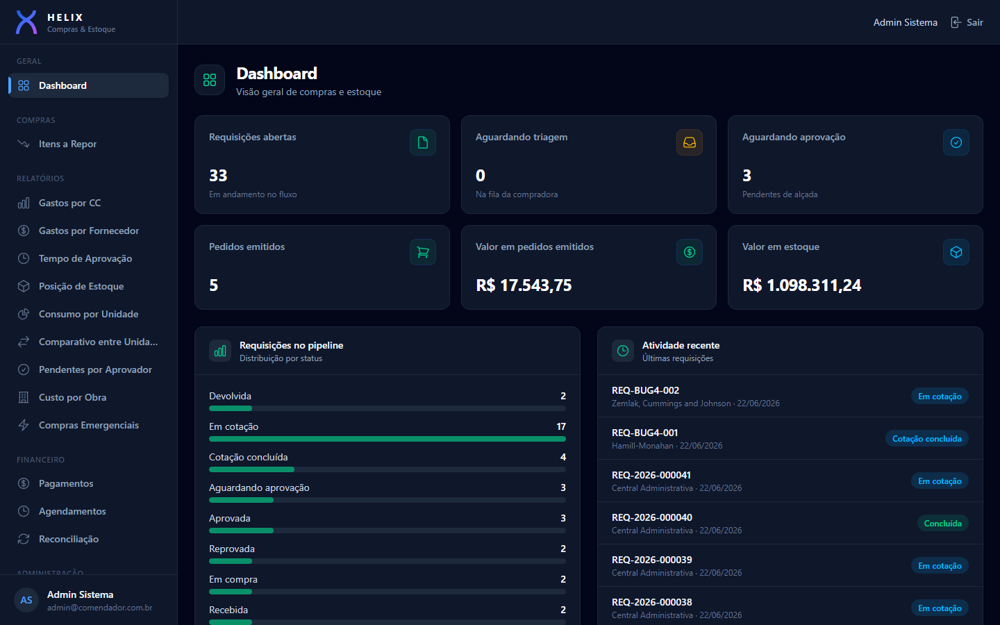 HELIX
Compras & Estoque
GERAL
Dashboard
COMPRAS
Itens a Repor
RELATÓRIOS
Gastos por CC
Gastos por Fornecedor
Tempo de Aprovação
Posição de Estoque
Consumo por Unidade
Comparativo entre Unida...
Pendentes por Aprovador
Custo por Obra
Compras Emergenciais
FINANCEIRO
Pagamentos
Agendamentos
Reconciliação
ADMINISTRAÇÃO
AS
Admin Sistema
admin@comendador.com.br
Admin Sistema
Sair
Dashboard
Visão geral de compras e estoque
Requisições abertas
33
Em andamento no fluxo
Aguardando triagem
0
Na fila da compradora
Aguardando aprovação
3
Pendentes de alçada
Pedidos emitidos
5
Valor em pedidos emitidos
R$ 17.543,75
Valor em estoque
R$ 1.098.311,24
Requisições no pipeline
Distribuição por status
Devolvida 2
Em cotação 17
Cotação concluída 4
Aguardando aprovação 3
Aprovada 3
Reprovada 2
Em compra 2
Recebida 2
Atividade recente
Últimas requisições
REQ-BUG4-002
Zemlak, Cummings and Johnson · 22/06/2026
Em cotação
REQ-BUG4-001
Hamill-Monahan · 22/06/2026
Cotação concluída
REQ-2026-000041
Central Administrativa · 22/06/2026
Em cotação
REQ-2026-000040
Central Administrativa · 22/06/2026
Concluída
REQ-2026-000039
Central Administrativa · 22/06/2026
Em cotação
REQ-2026-000038
Central Administrativa · 22/06/2026
Em cotação